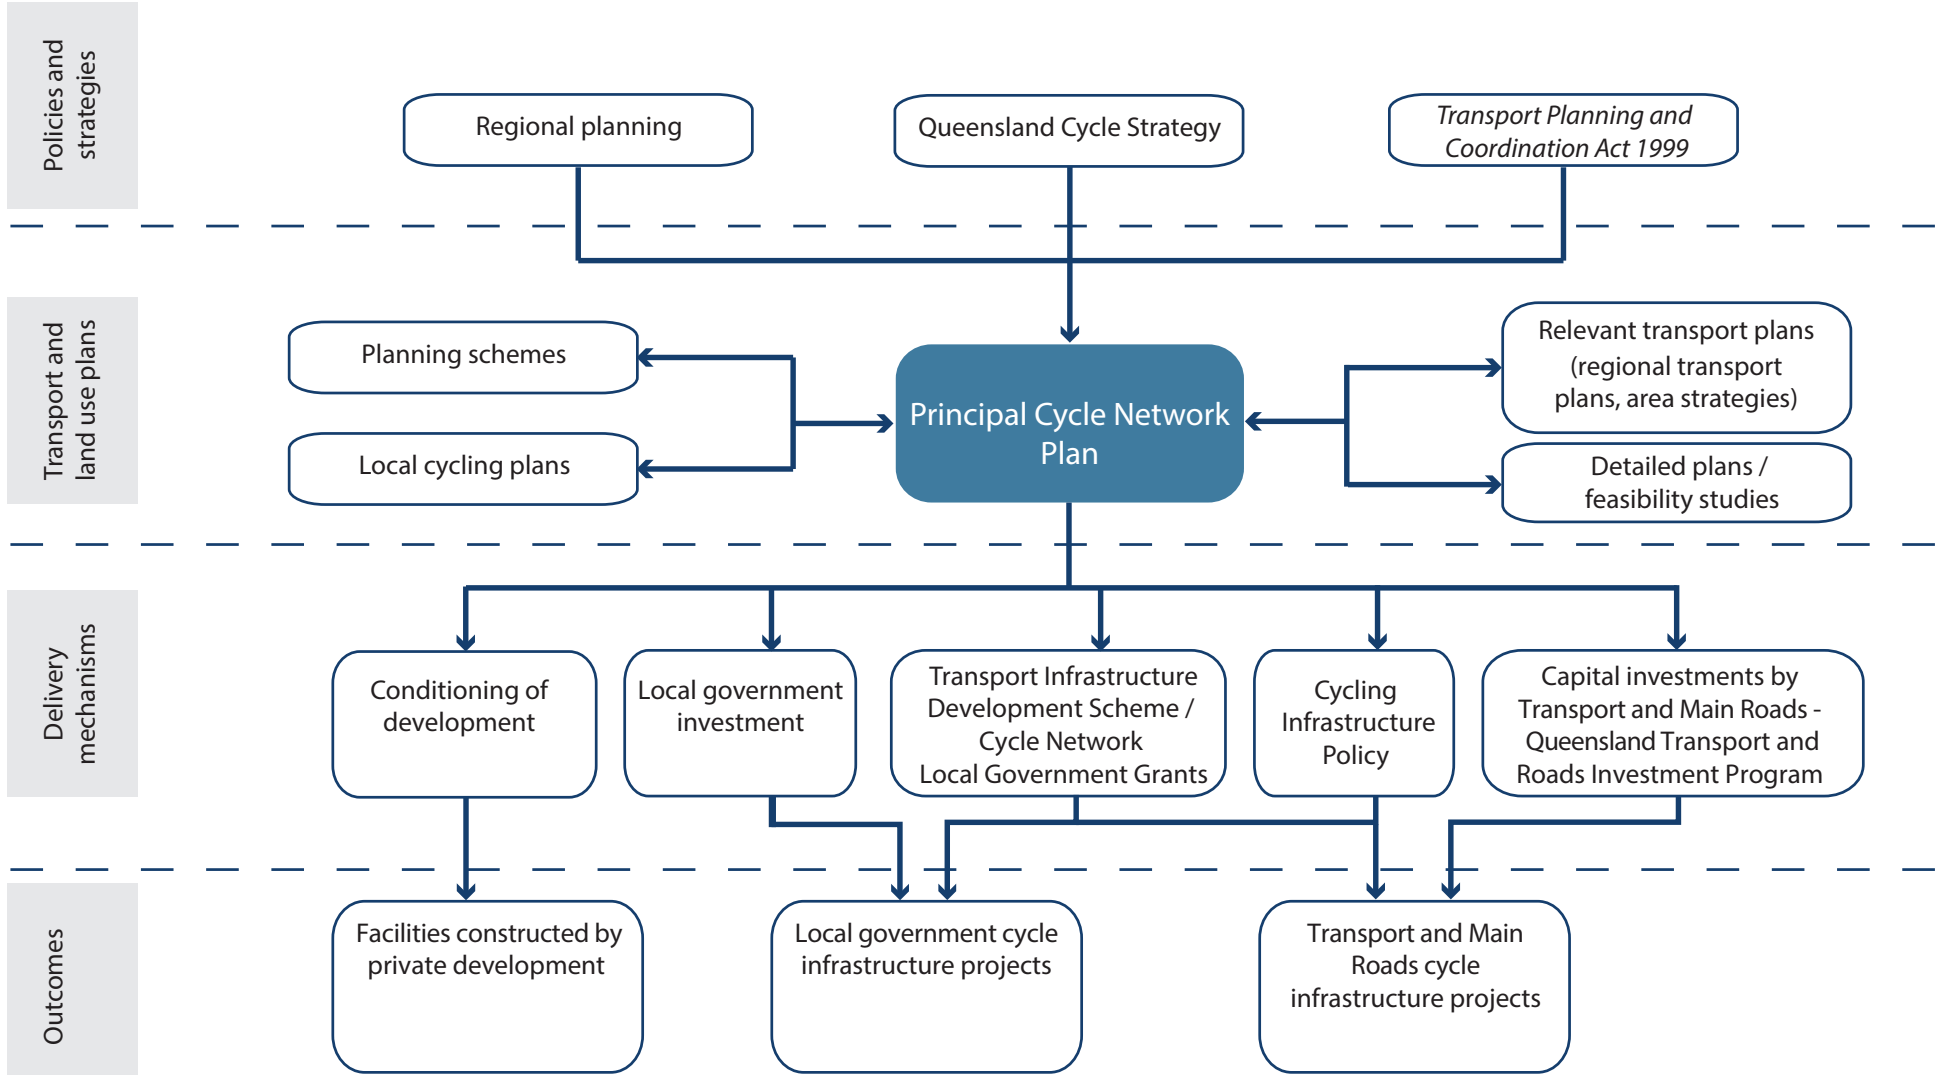 Policies and
strategies
Regional planning
Queensland Cycle Strategy
Transport Planning and
Coordination Act 1999
Transport and
land use plans
Planning schemes
Local cycling plans
Principal Cycle Network
Plan
Relevant transport plans
(regional transport
plans, area strategies)
Detailed plans /
feasibility studies
Delivery
mechanisms
Conditioning of
development
Local government
investment
Transport Infrastructure
Development Scheme /
Cycle Network
Local Government Grants
Cycling
Infrastructure
Policy
Capital investments by
Transport and Main Roads -
Queensland Transport and
Roads Investment Program
Outcomes
Facilities constructed by
private development
Local government cycle
infrastructure projects
Transport and Main
Roads cycle
infrastructure projects